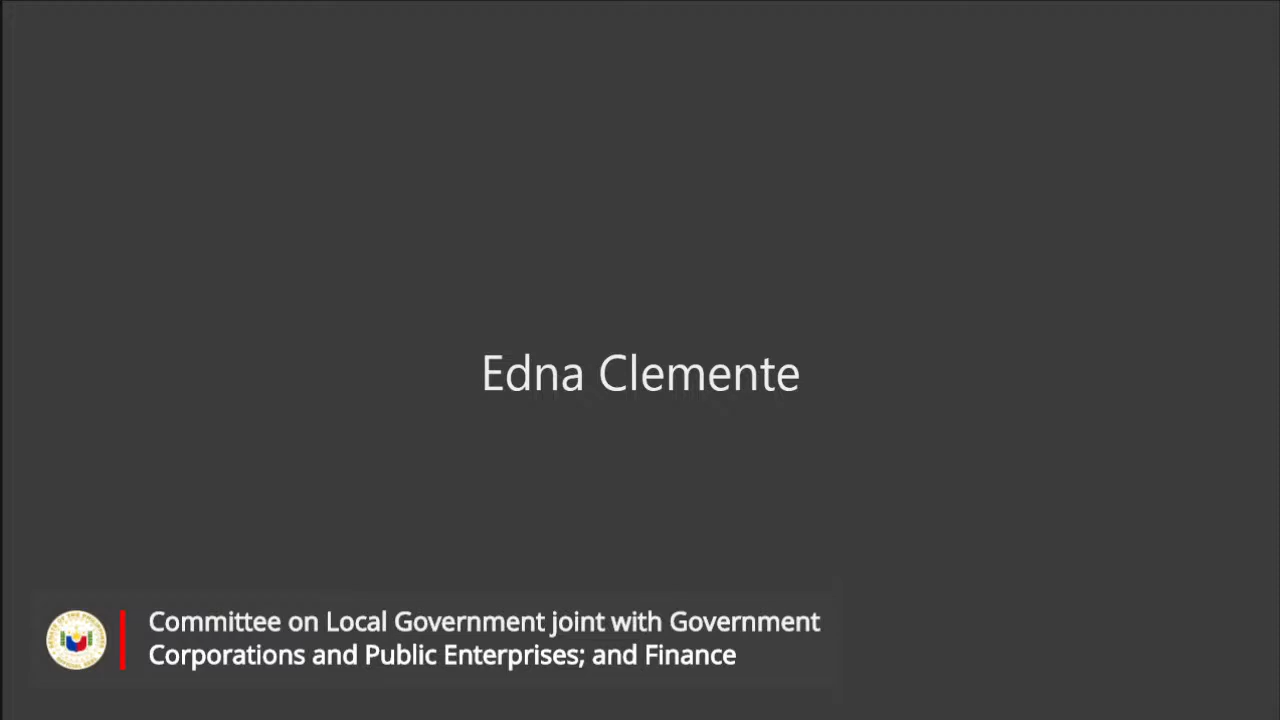 Edna Clemente
Committee on Local Government joint with Government
Corporations and Public Enterprises; and Finance